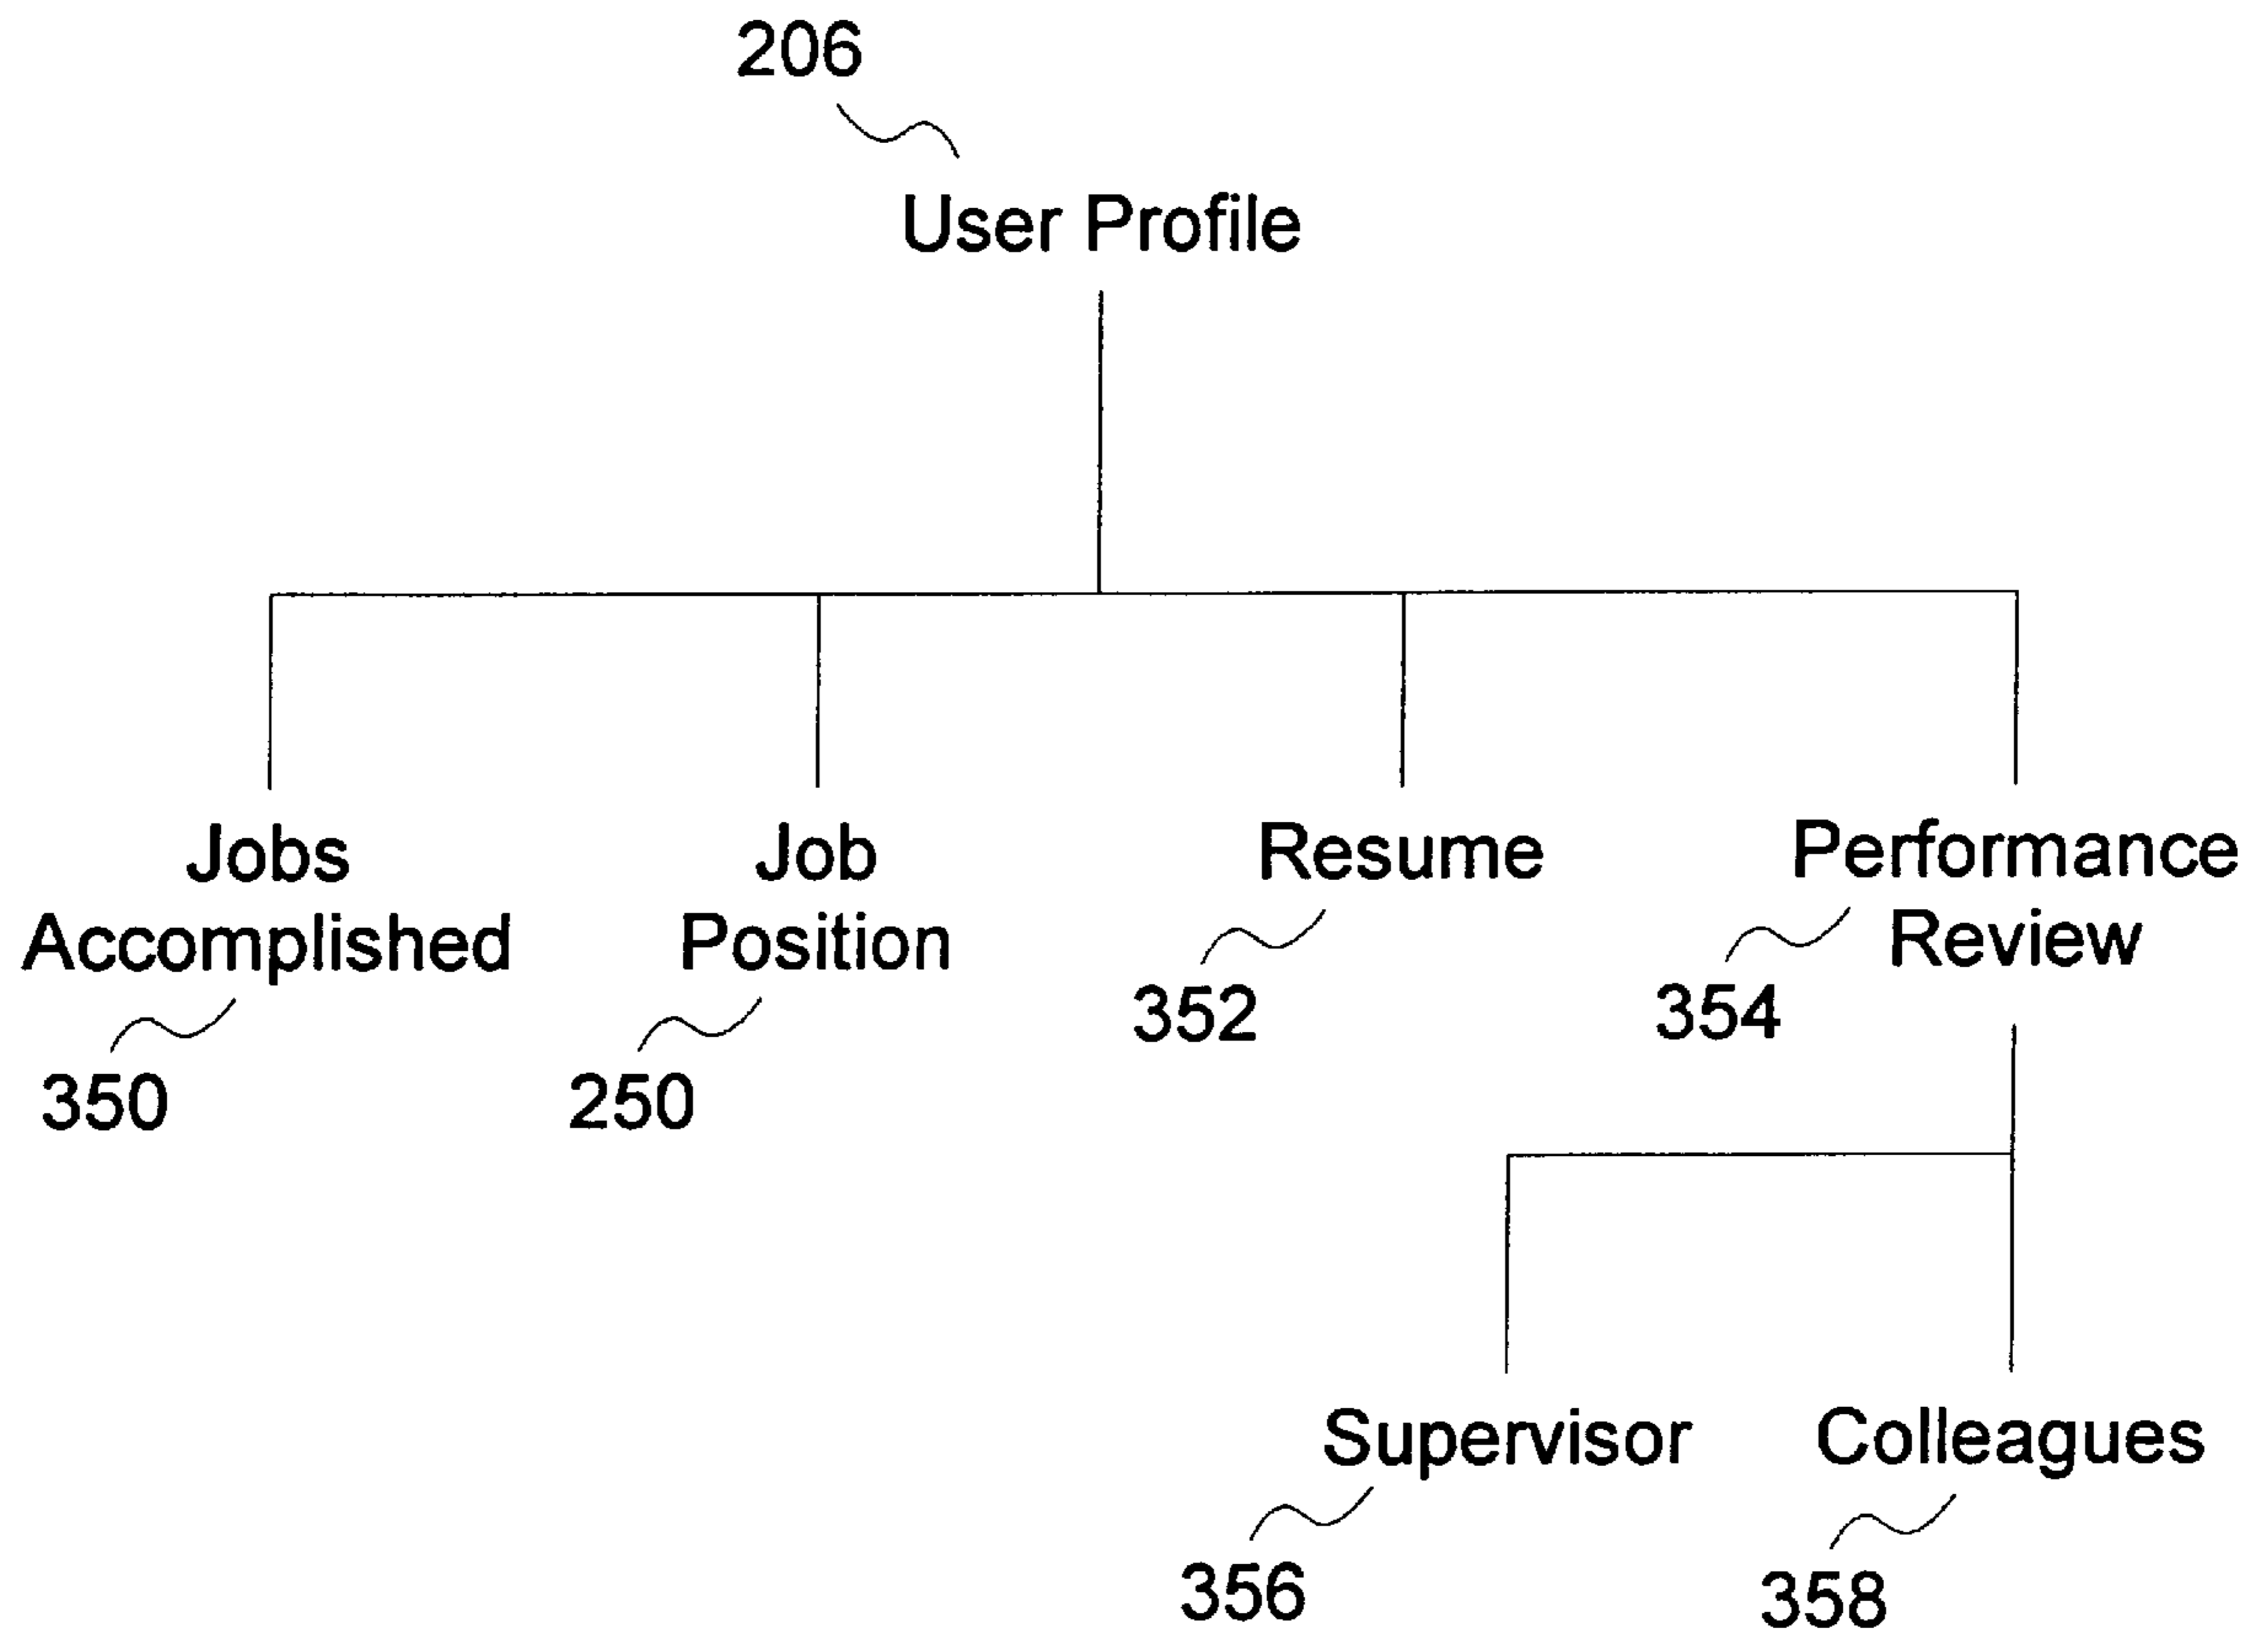 206
User Profile
Jobs
Accomplished
350
Job
Position
250
Resume
352
Performance
Review
354
Supervisor
356
Colleagues
358